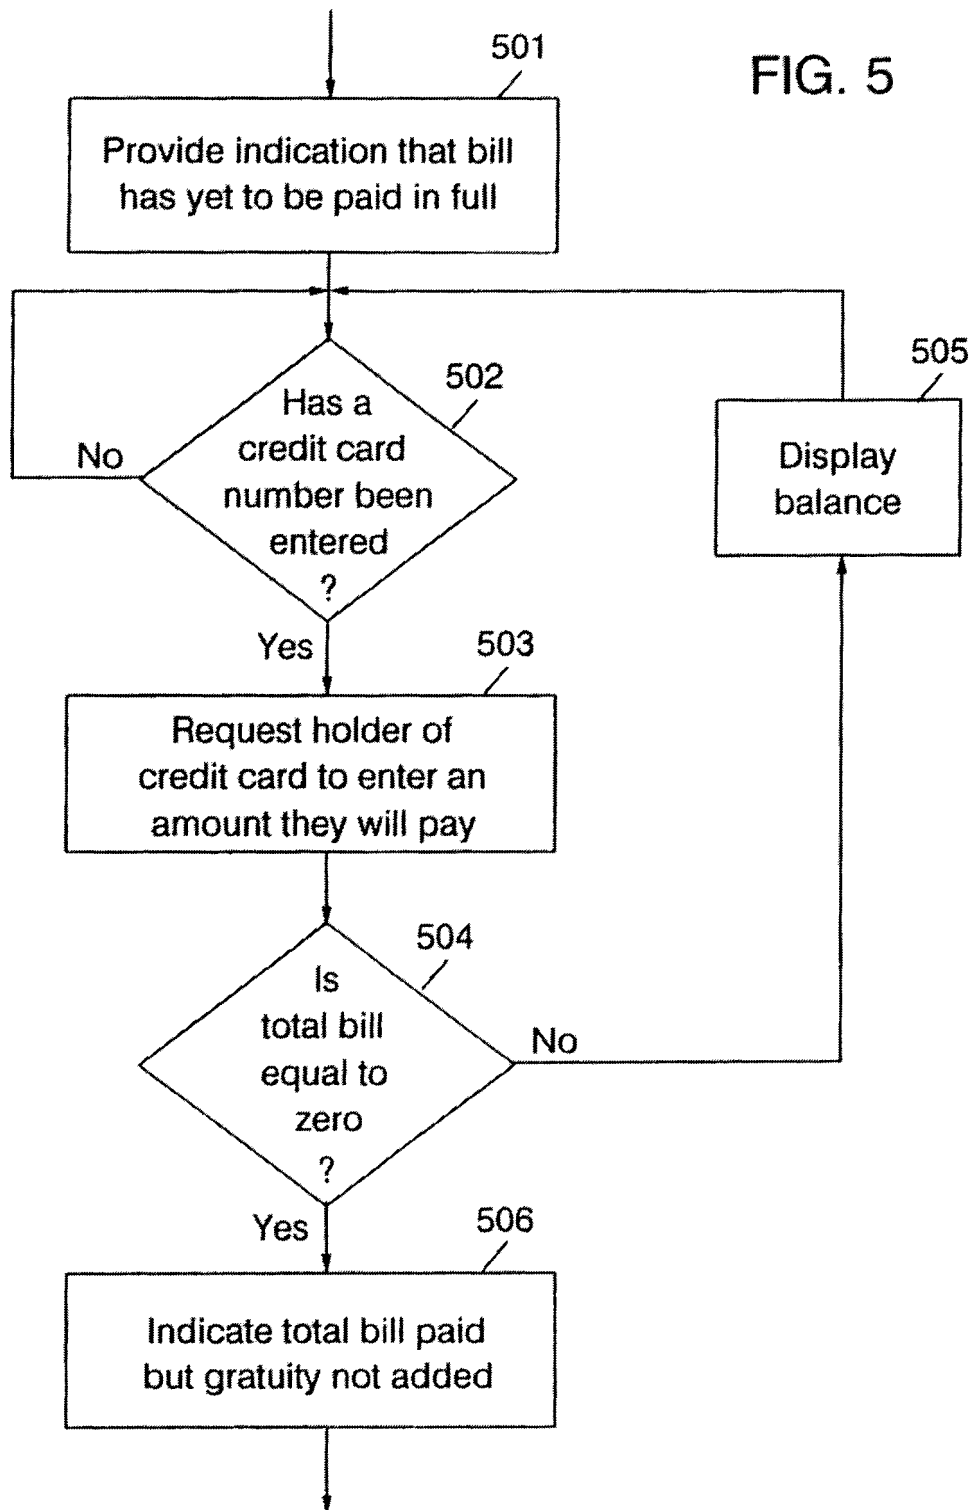 FIG. 5
501
Provide indication that bill
has yet to be paid in full
502
Has a
credit card
number been
entered
?
No
Yes
505
Display
balance
503
Request holder of
credit card to enter an
amount they will pay
504
Is
total bill
equal to
zero
?
No
Yes
506
Indicate total bill paid
but gratuity not added